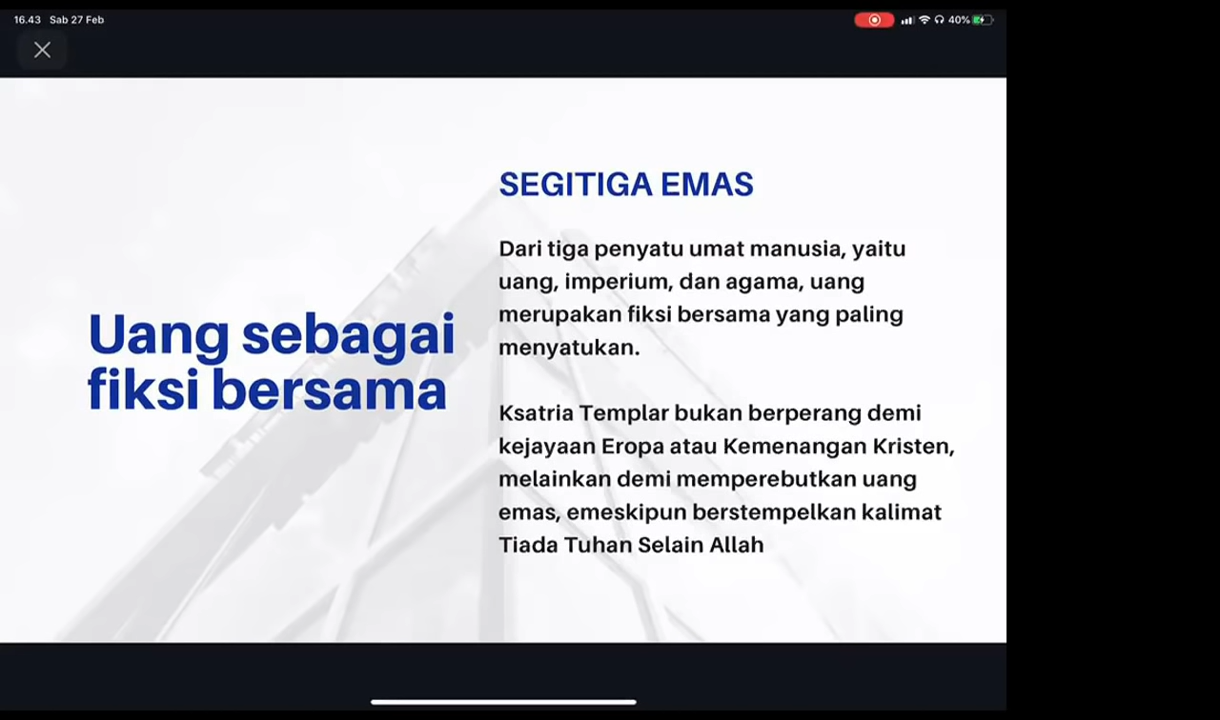 16.43 Sab 27 Feb
40%
Uang sebagai
fiksi bersama
SEGITIGA EMAS
Dari tiga penyatu umat manusia, yaitu
uang, imperium, dan agama, uang
merupakan fiksi bersama yang paling
menyatukan.
Ksatria Templar bukan berperang demi
kejayaan Eropa atau Kemenangan Kristen,
melainkan demi memperebutkan uang
emas, emeskipun berstempelkan kalimat
Tiada Tuhan Selain Allah